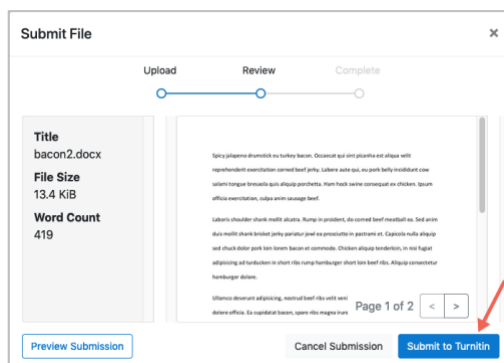 Submit File
×
Upload Review Complete
Title
bacon2.docx
File Size
13.4 KiB
Word Count
419
Spicy jalapeno drumstick eu turkey bacon. Occaecat qui sint picanha est aliqua velit
reprehenderit exercitation corned beef jerky. Labore aute qui, eu pork belly incididunt cow
salami tongue bresaola quis aliquip porchetta. Ham hock swine consequat ex chicken. Ipsum
officia exercitation, culpa anim sausage beef.
Laboris shoulder shank mollit alcatra. Rump in proident, do corned beef meatball ea. Sed anim
duis mollit shank brisket jerky pariatur jowl ea prosciutto in pastrami et. Capicola nulla aliquip
sed chuck dolor pork loin lorem bacon et commodo. Chicken aliquip tenderloin, in nisi fugiat
adipisicing ad turducken in short ribs rump hamburger short loin beef ribs. Aliquip consectetur
hamburger dolore.
Ullamco deserunt adipisicing, nostrud beef ribs velit veni
dolore officia. Ea cupidatat bacon, spare ribs magna irure
Page 1 of 2 < >
Preview Submission Cancel Submission Submit to Turnitin